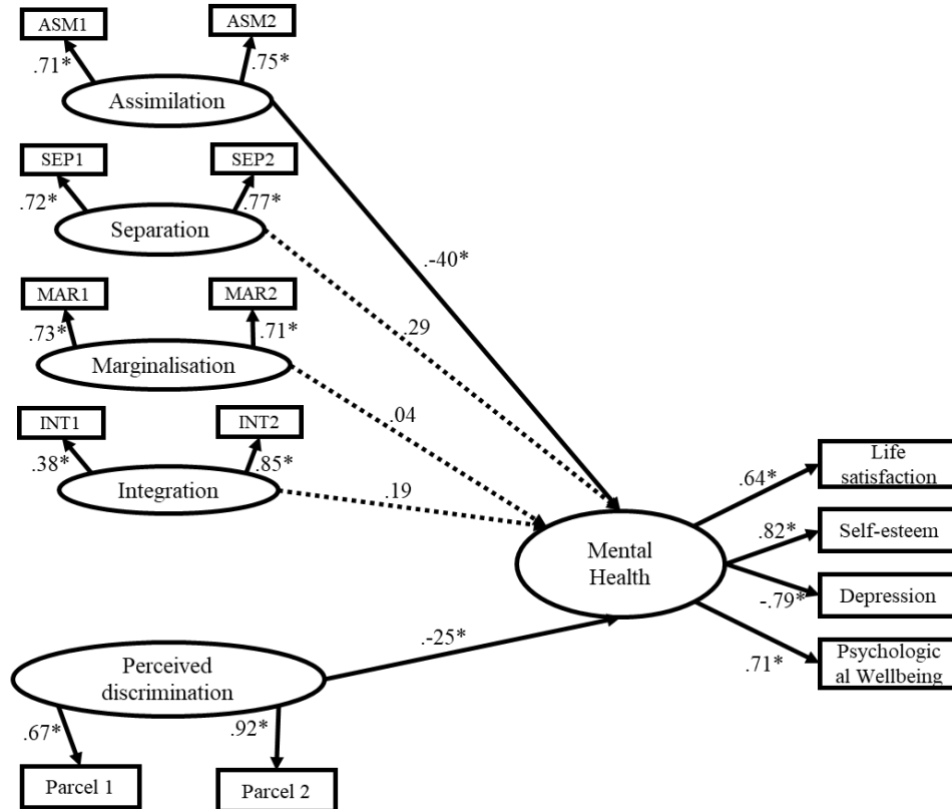 ASM1
ASM2
.71*
.75*
Assimilation
SEP1
SEP2
.72*
.77*
Separation
.-40*
MAR1
MAR2
.73*
.71*
.29
Marginalisation
.04
INT1
INT2
.38*
.85*
Integration
.19
Life
satisfaction
.64*
Self-esteem
.82*
Mental
Health
Depression
-.79*
Psychologic
al Wellbeing
.71*
.-25*
Perceived
discrimination
.67*
.92*
Parcel 1
Parcel 2